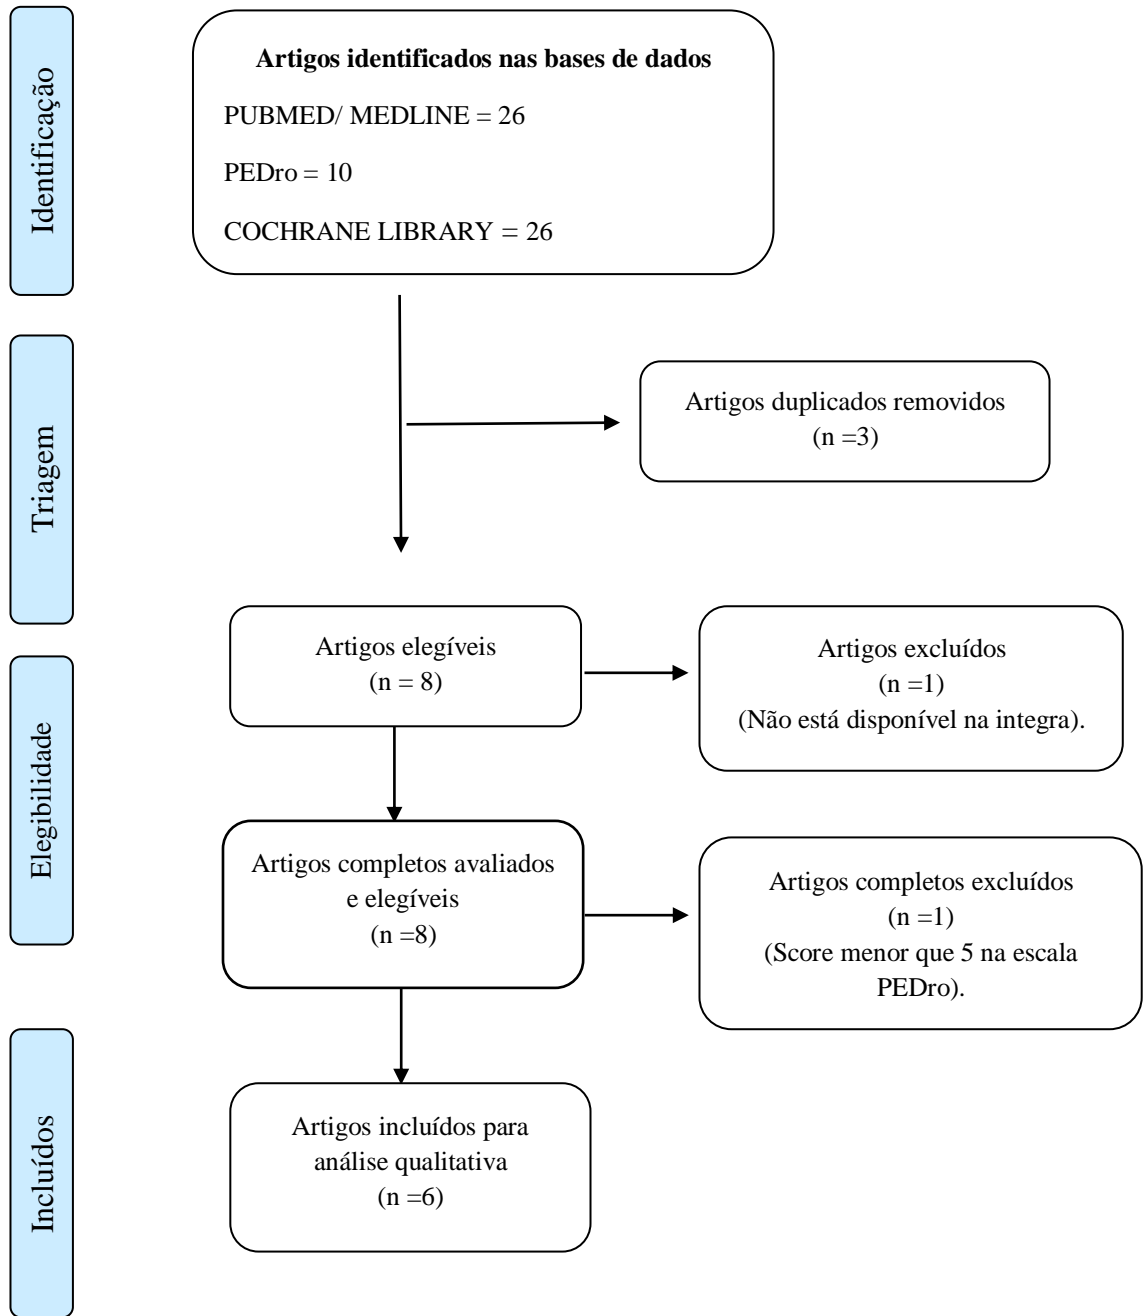 Identificação
Artigos identificados nas bases de dados
PUBMED/ MEDLINE = 26
PEDro = 10
COCHRANE LIBRARY = 26
Triagem
Artigos duplicados removidos
(n =3)
Elegibilidade
Artigos elegíveis
(n = 8)
Artigos excluídos
(n =1)
(Não está disponível na integra).
Artigos completos avaliados
e elegíveis
(n =8)
Artigos completos excluídos
(n =1)
(Score menor que 5 na escala
PEDro).
Incluídos
Artigos incluídos para
análise qualitativa
(n =6)